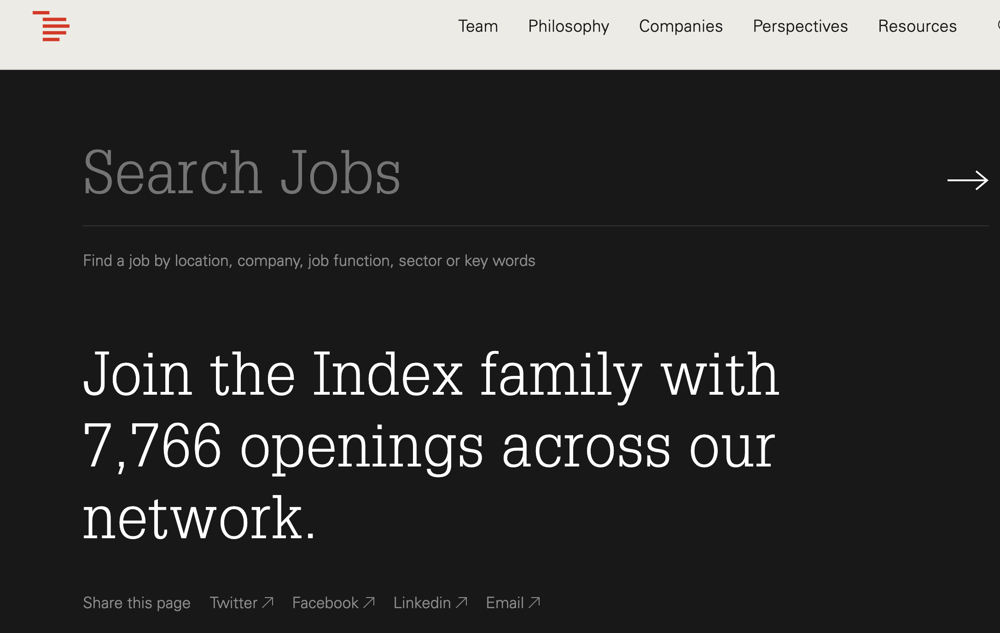 Team Philosophy Companies Perspectives Resources
Search Jobs
Find a job by location, company, job function, sector or key words
Join the Index family with
7,766 openings across our
network.
Share this page Twitter Facebook Linkedin Email